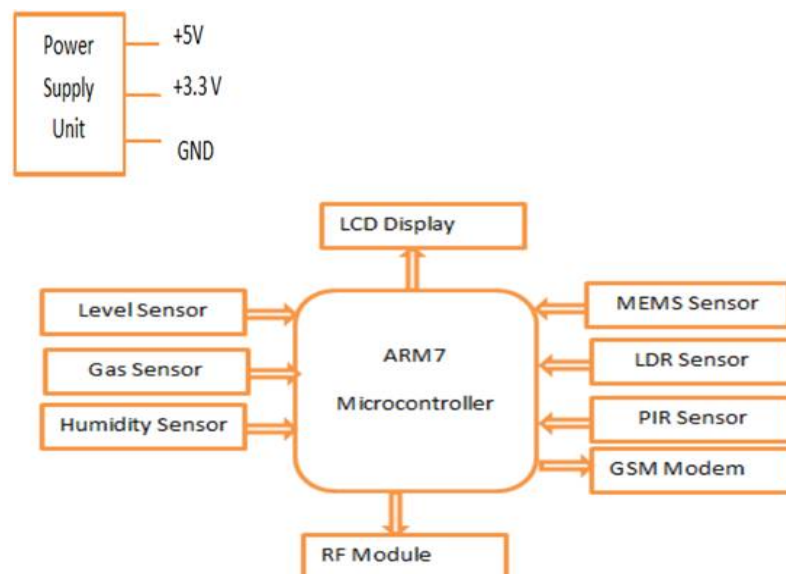 Power
Supply
Unit
+5V
+3.3 V
GND
LCD Display
Level Sensor
Gas Sensor
Humidity Sensor
ARM7
Microcontroller
MEMS Sensor
LDR Sensor
PIR Sensor
GSM Modem
RF Module